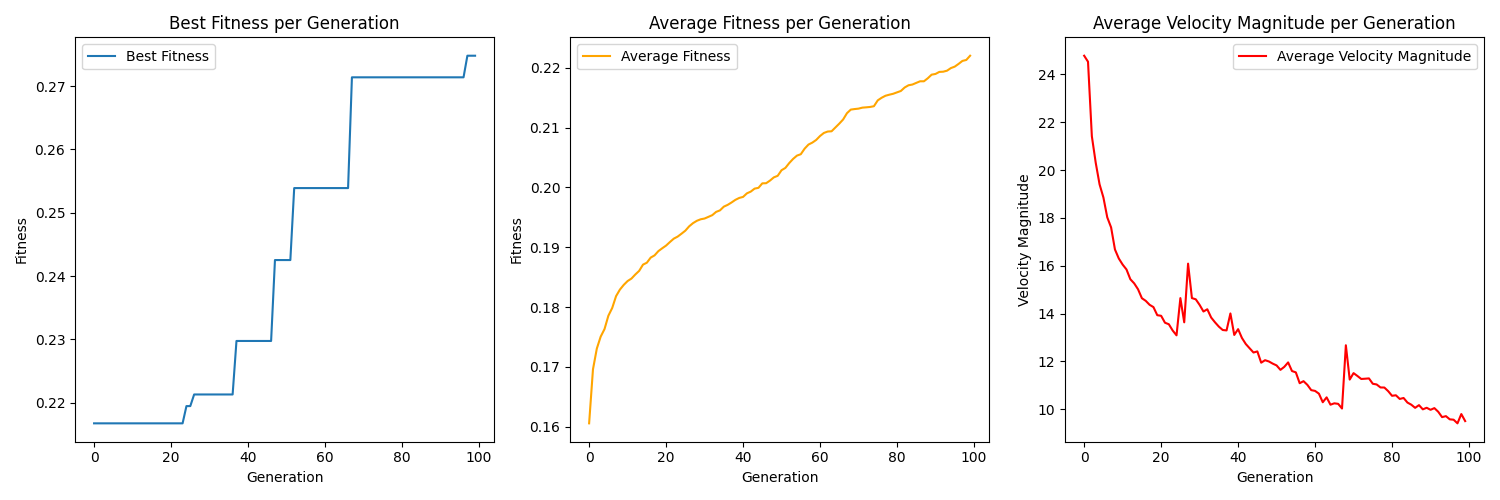 Best Fitness per Generation
Best Fitness
Fitness
0.27
0.26
0.25
0.24
0.23
0.22
0 20 40 60 80 100
Generation
Average Fitness per Generation
Average Fitness
Fitness
0.22
0.21
0.20
0.19
0.18
0.17
0.16
0 20 40 60 80 100
Generation
Average Velocity Magnitude per Generation
Average Velocity Magnitude
Velocity Magnitude
24
22
20
18
16
14
12
10
0 20 40 60 80 100
Generation